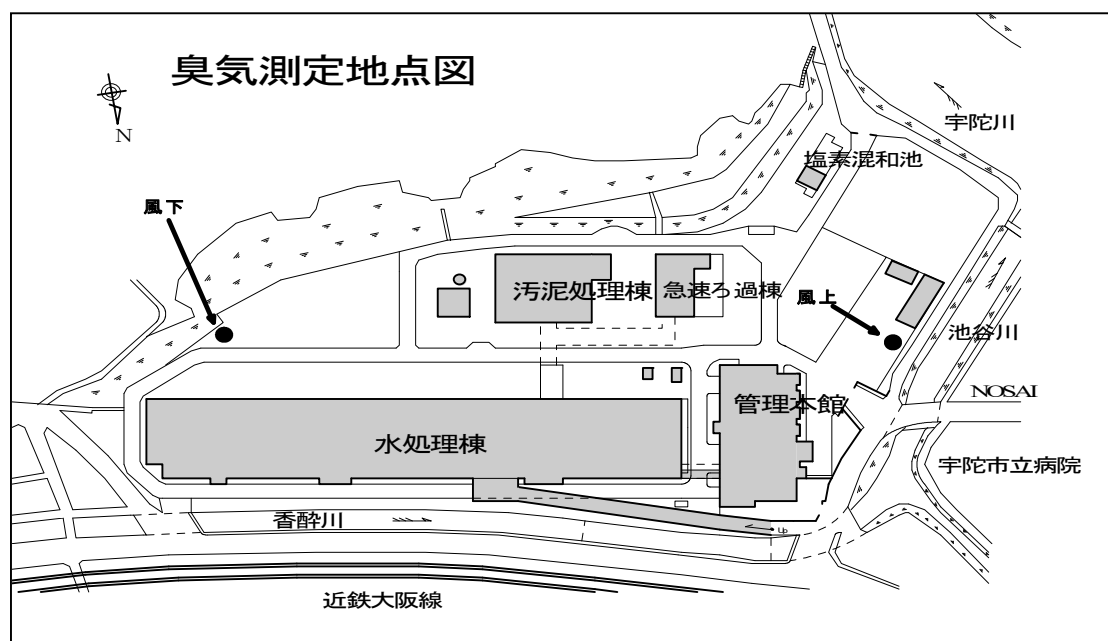 臭気測定地点図
N
宇陀川
塩素混和池
風下
汚泥処理棟
急速ろ過棟
風上
池谷川
NOSAI
管理本館
水処理棟
宇陀市立病院
香酔川
Up
近鉄大阪線